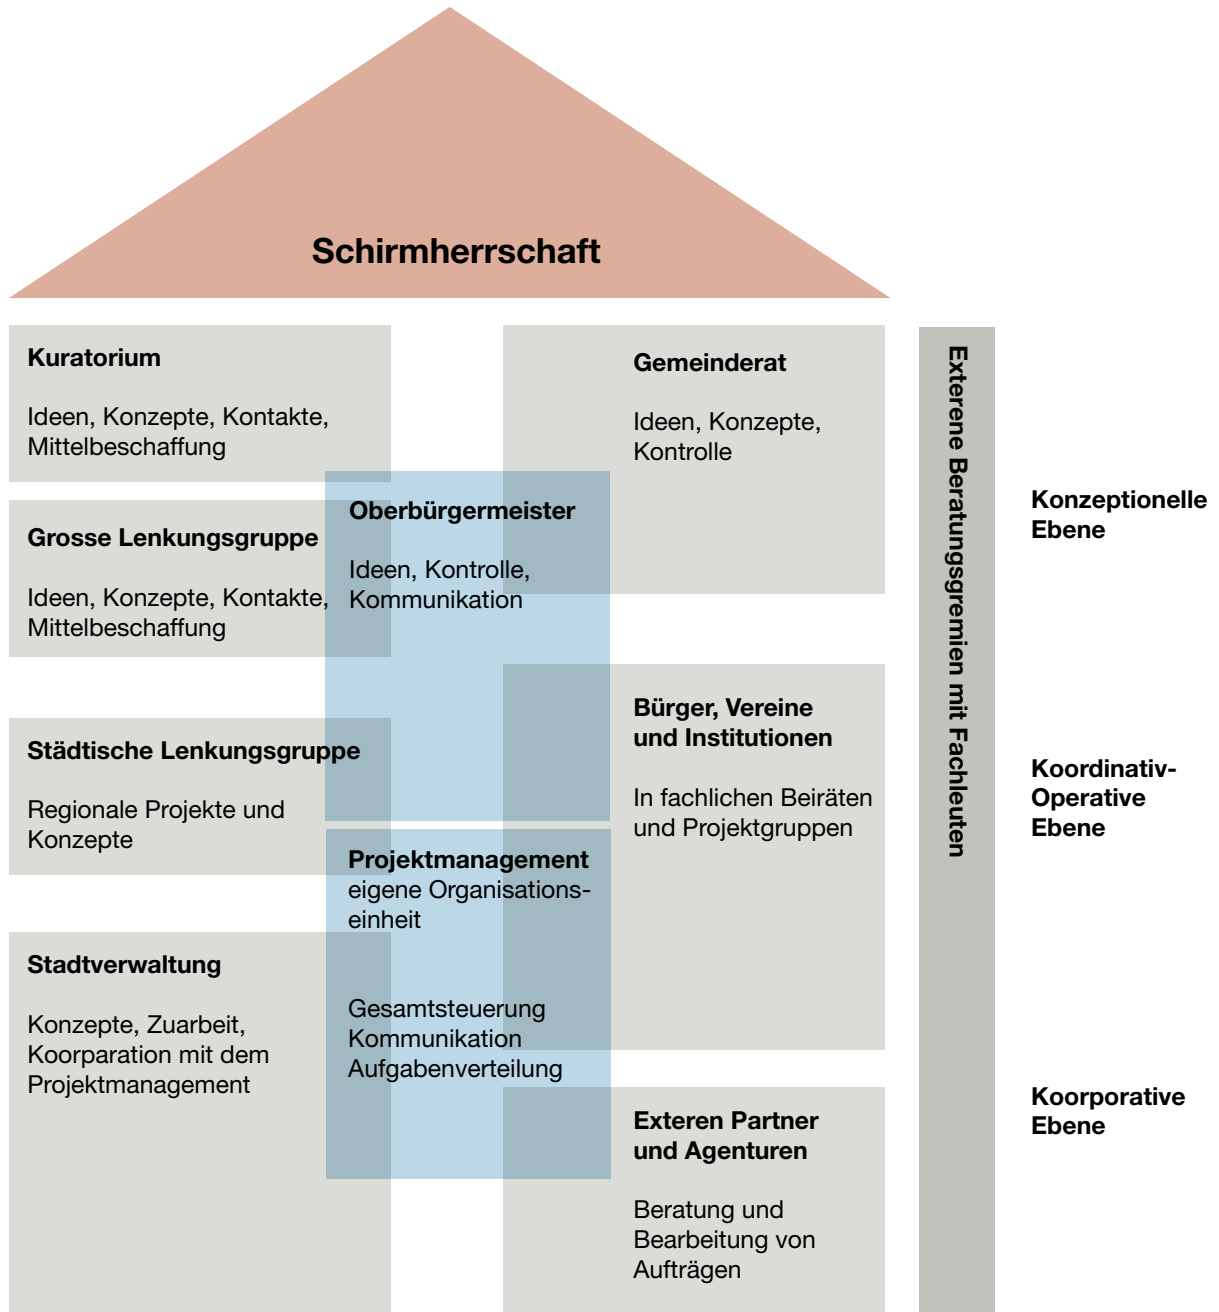 Schirmherrschaft
Kuratorium
Ideen, Konzepte, Kontakte,
Mittelbeschaffung
Grosse Lenkungsgruppe
Ideen, Konzepte, Kontakte,
Mittelbeschaffung
Städtische Lenkungsgruppe
Regionale Projekte und
Konzepte
Stadtverwaltung
Konzepte, Zuarbeit,
Koorparation mit dem
Projektmanagement
Oberbürgermeister
Ideen, Kontrolle,
Kommunikation
Projektmanagement
eigene Organisations-
einheit
Gesamtsteuerung
Kommunikation
Aufgabenverteilung
Gemeinderat
Ideen, Konzepte,
Kontrolle
Bürger, Vereine
und Institutionen
In fachlichen Beiräten
und Projektgruppen
Exteren Partner
und Agenturen
Beratung und
Bearbeitung von
Aufträgen
Exterene Beratungsgremien mit Fachleuten
Konzeptionelle
Ebene
Koordinativ-
Operative
Ebene
Koorporative
Ebene